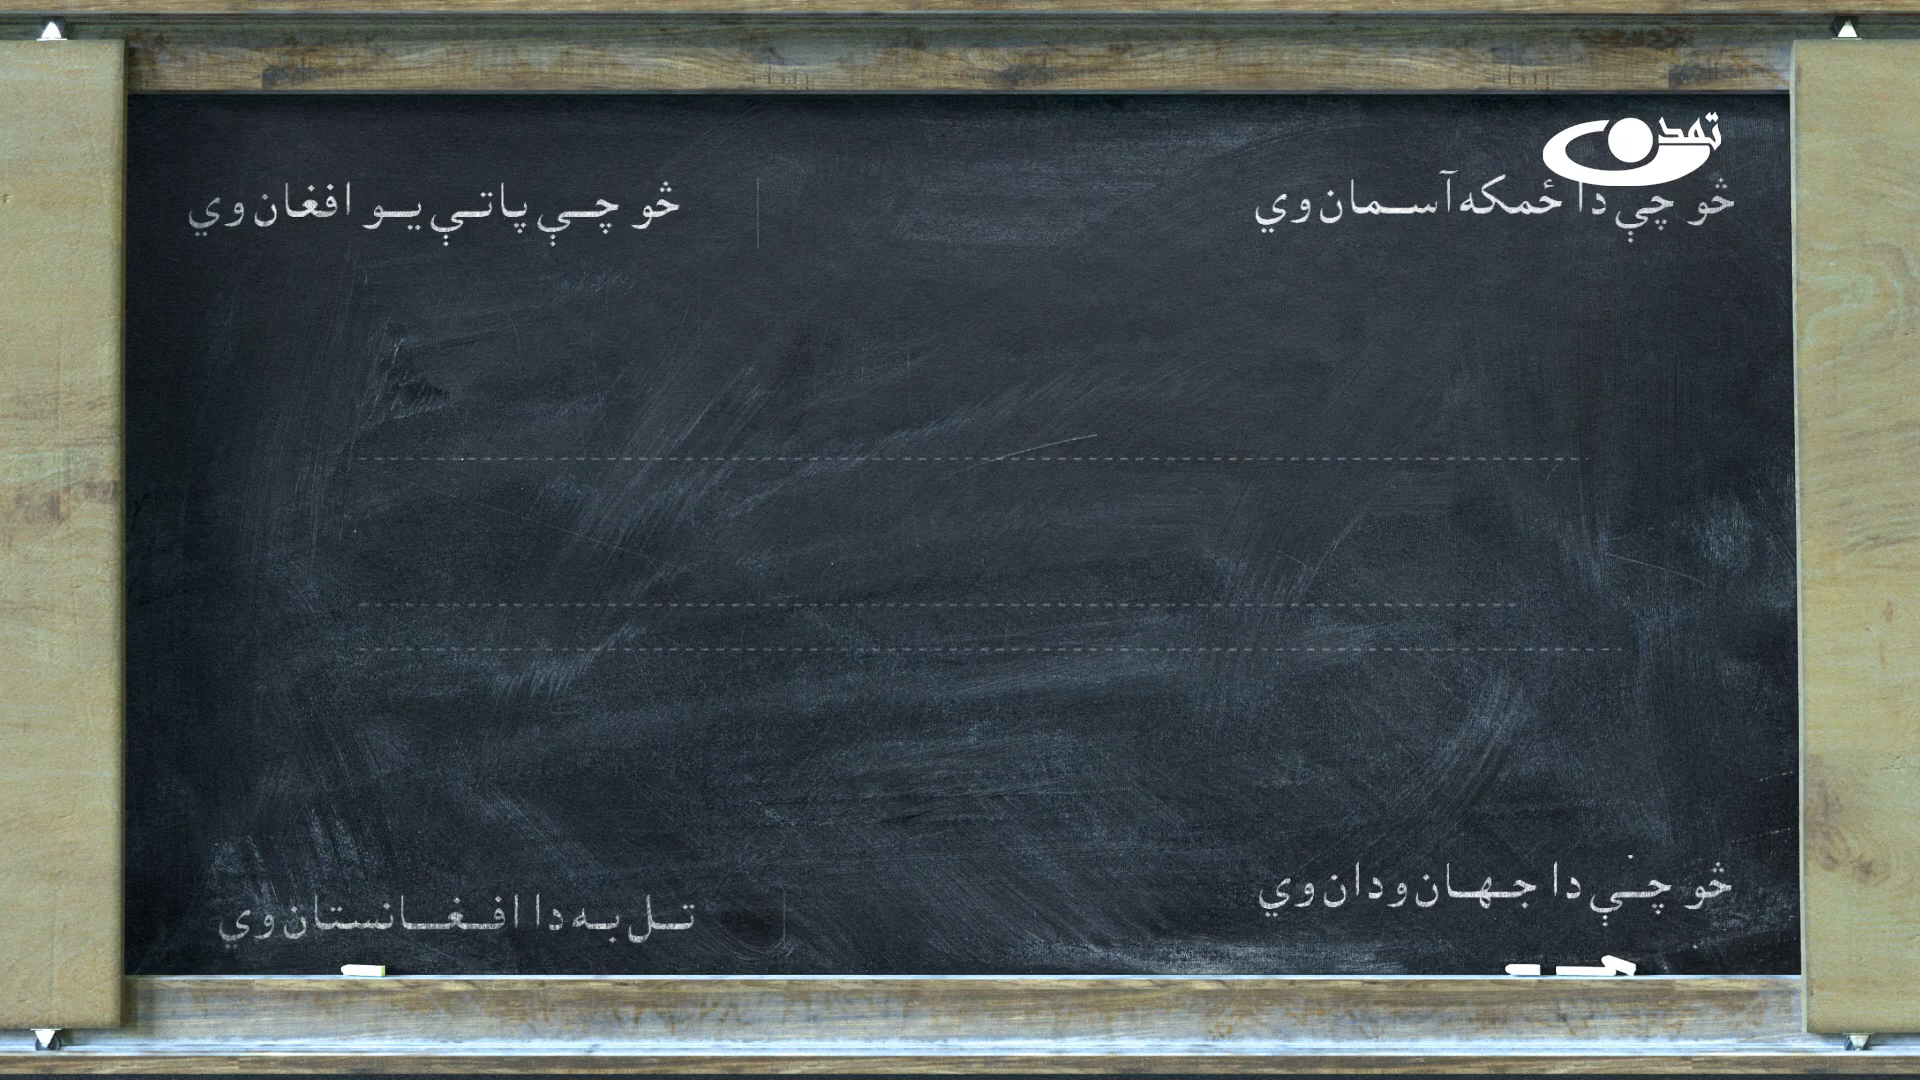 تمدن
څو چې دا ځمکه آسمان وي
څو چې پاتې يو افغان وي
څو چې دا جهان ودان وي
تل به دا افغانستان وي